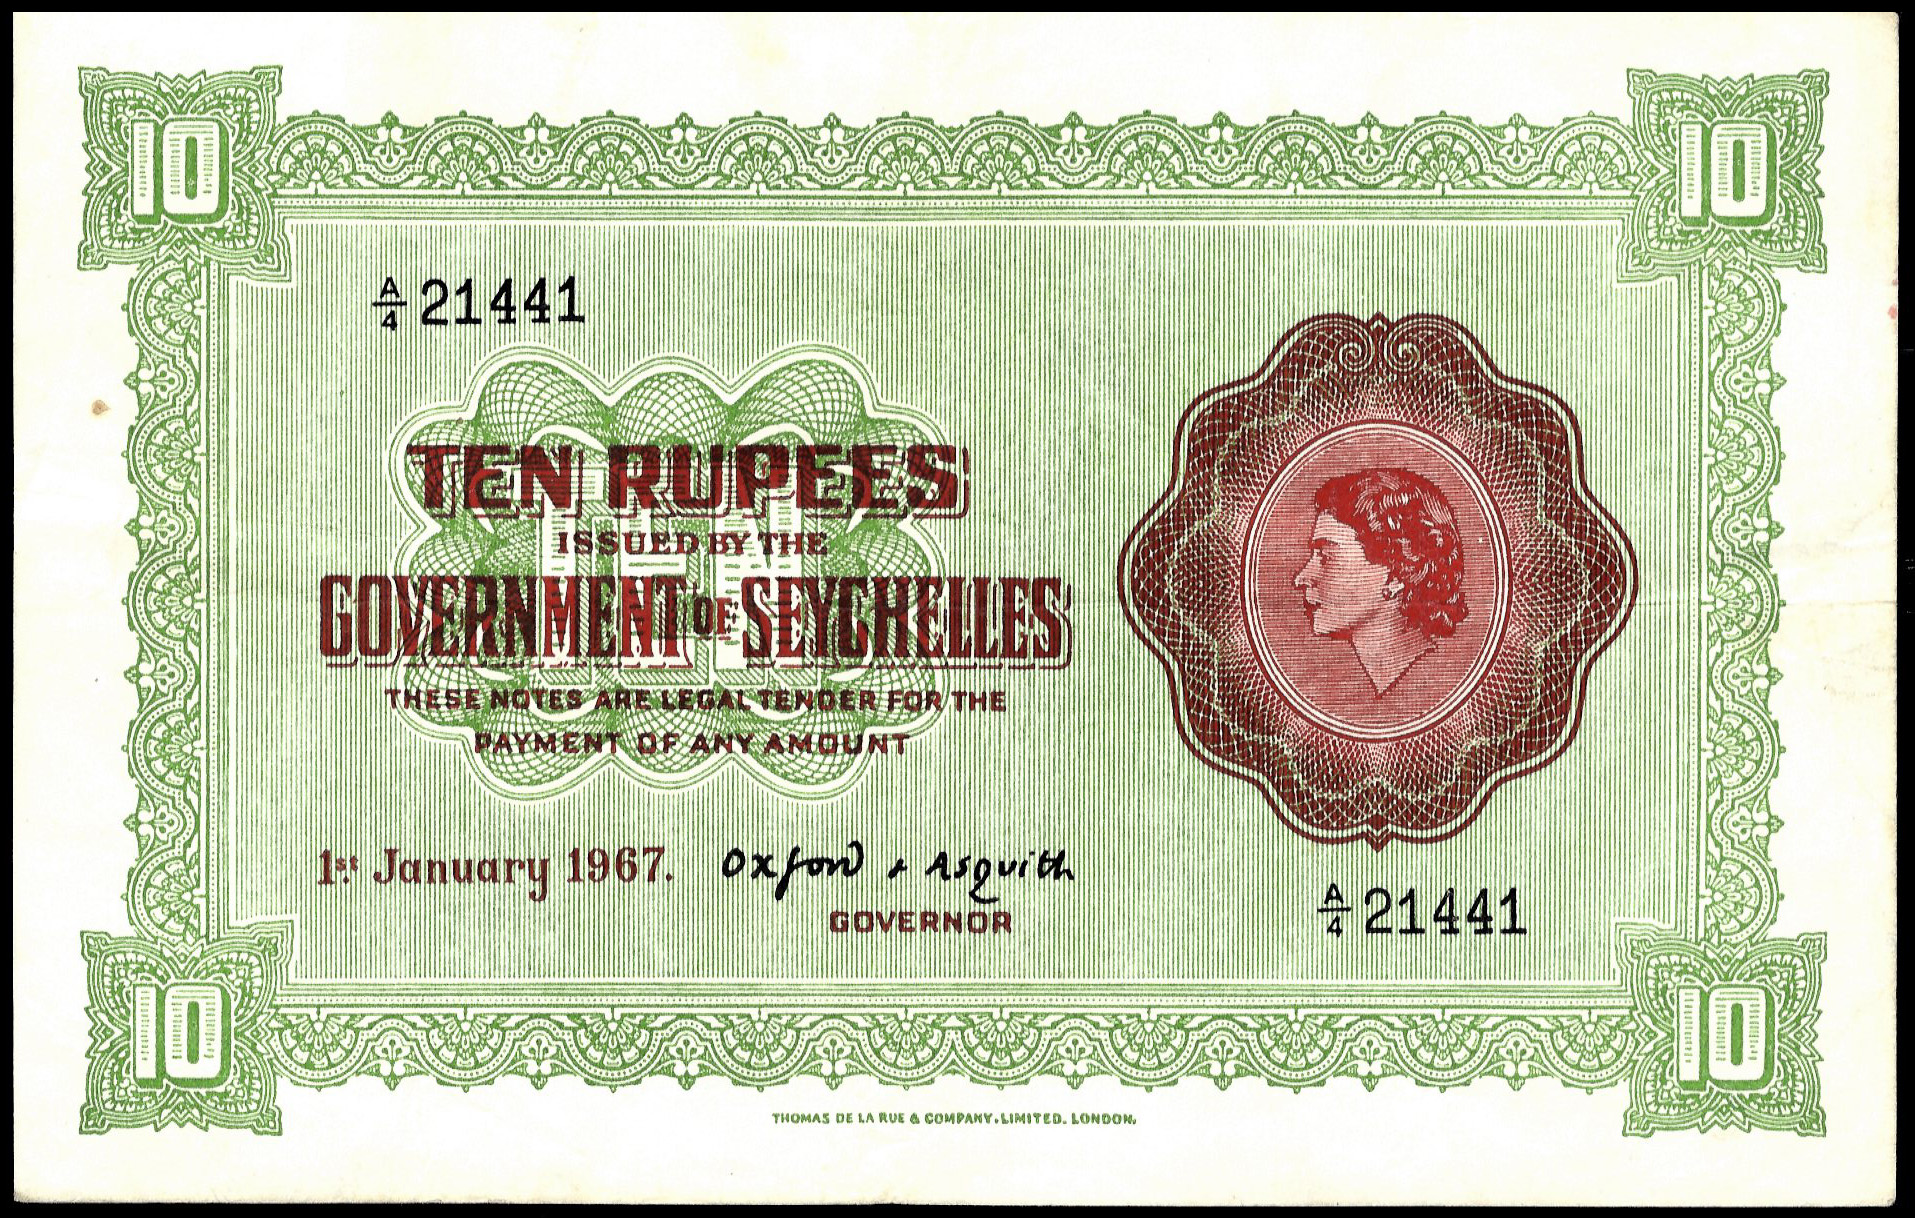 10 10
A/4 21441
TEN RUPEES
TEN
ISSUED BY THE
GOVERNMENT OF SEYCHELLES
THESE NOTES ARE LEGAL TENDER FOR THE
PAYMENT OF ANY AMOUNT
1st January 1967. Oxford & Asquith
GOVERNOR
A/4 21441
10 10
THOMAS DE LA RUE & COMPANY, LIMITED. LONDON.